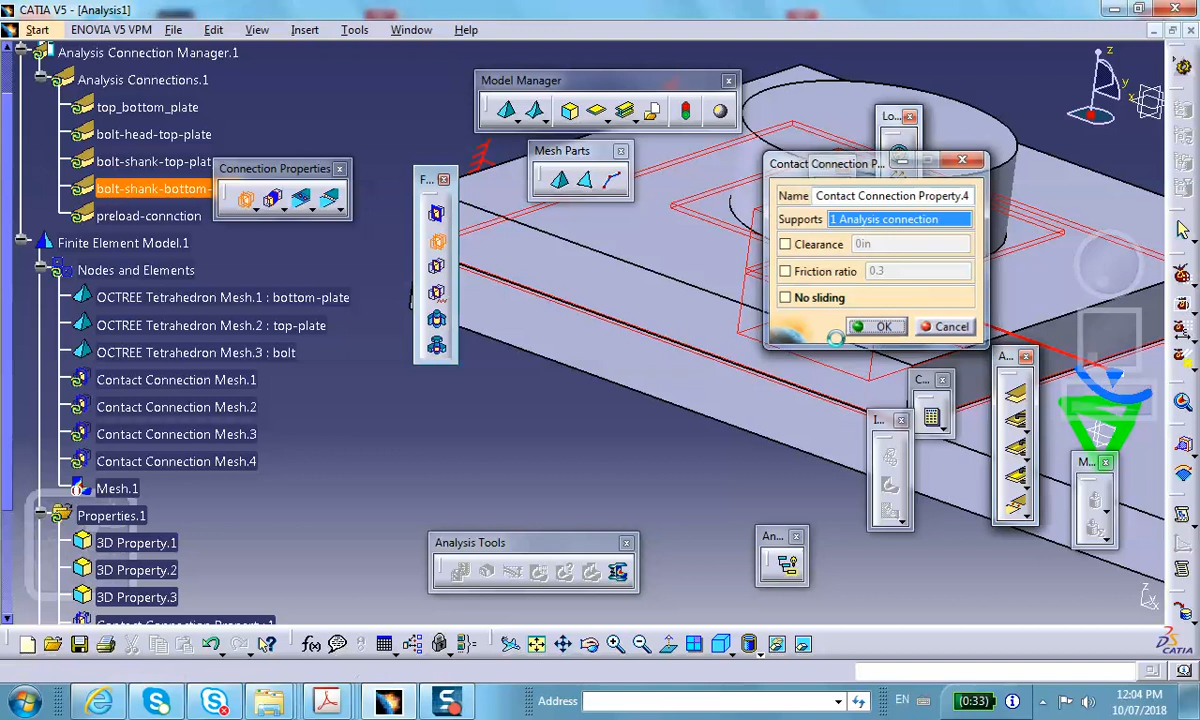 CATIA V5 - [Analysis1]
Start ENOVIA V5 VPM File Edit View Insert Tools Window Help
Analysis Connection Manager.1
Analysis Connections.1
top_bottom_plate
bolt-head-top-plate
bolt-shank-top-plat
bolt-shank-bottom-
preload-connction
Finite Element Model.1
Nodes and Elements
OCTREE Tetrahedron Mesh.1 : bottom-plate
OCTREE Tetrahedron Mesh.2 : top-plate
OCTREE Tetrahedron Mesh.3 : bolt
Contact Connection Mesh.1
Contact Connection Mesh.2
Contact Connection Mesh.3
Contact Connection Mesh.4
Mesh.1
Properties.1
3D Property.1
3D Property.2
3D Property.3
Contact Connection Property.1
Connection Properties
Model Manager
Mesh Parts
F...
Lo...
Contact Connection P...
Name Contact Connection Property.4
Supports 1 Analysis connection
Clearance 0in
Friction ratio 0.3
No sliding
OK Cancel
A...
C...
I...
M...
Analysis Tools
An...
z
y
x
z
y
x
f(x)
DS
CATIA
Address
EN
(0:33)
12:04 PM
10/07/2018